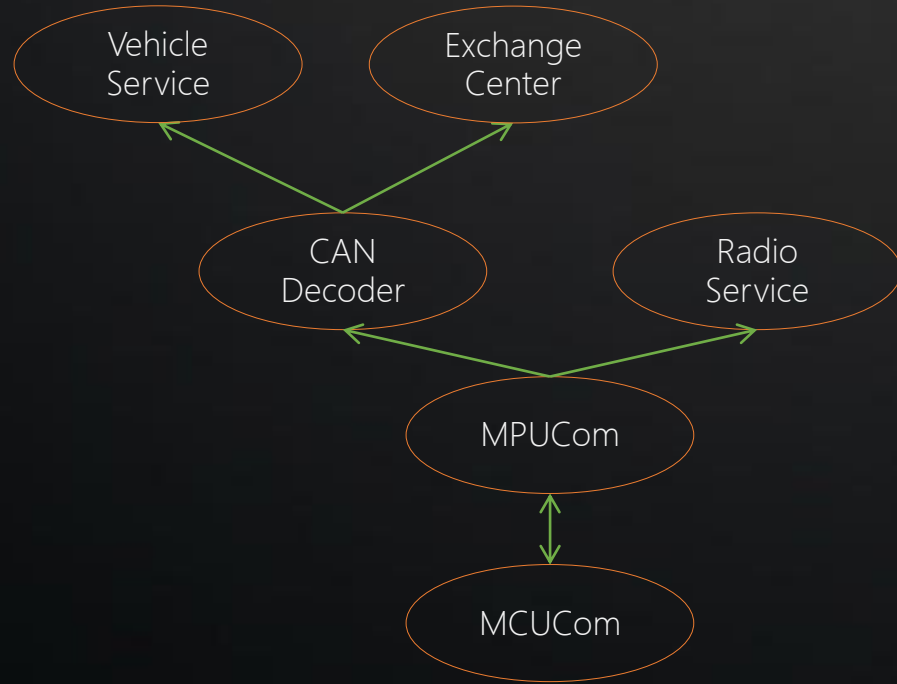 Vehicle
Service
Exchange
Center
CAN
Decoder
Radio
Service
MPUCom
MCUCom